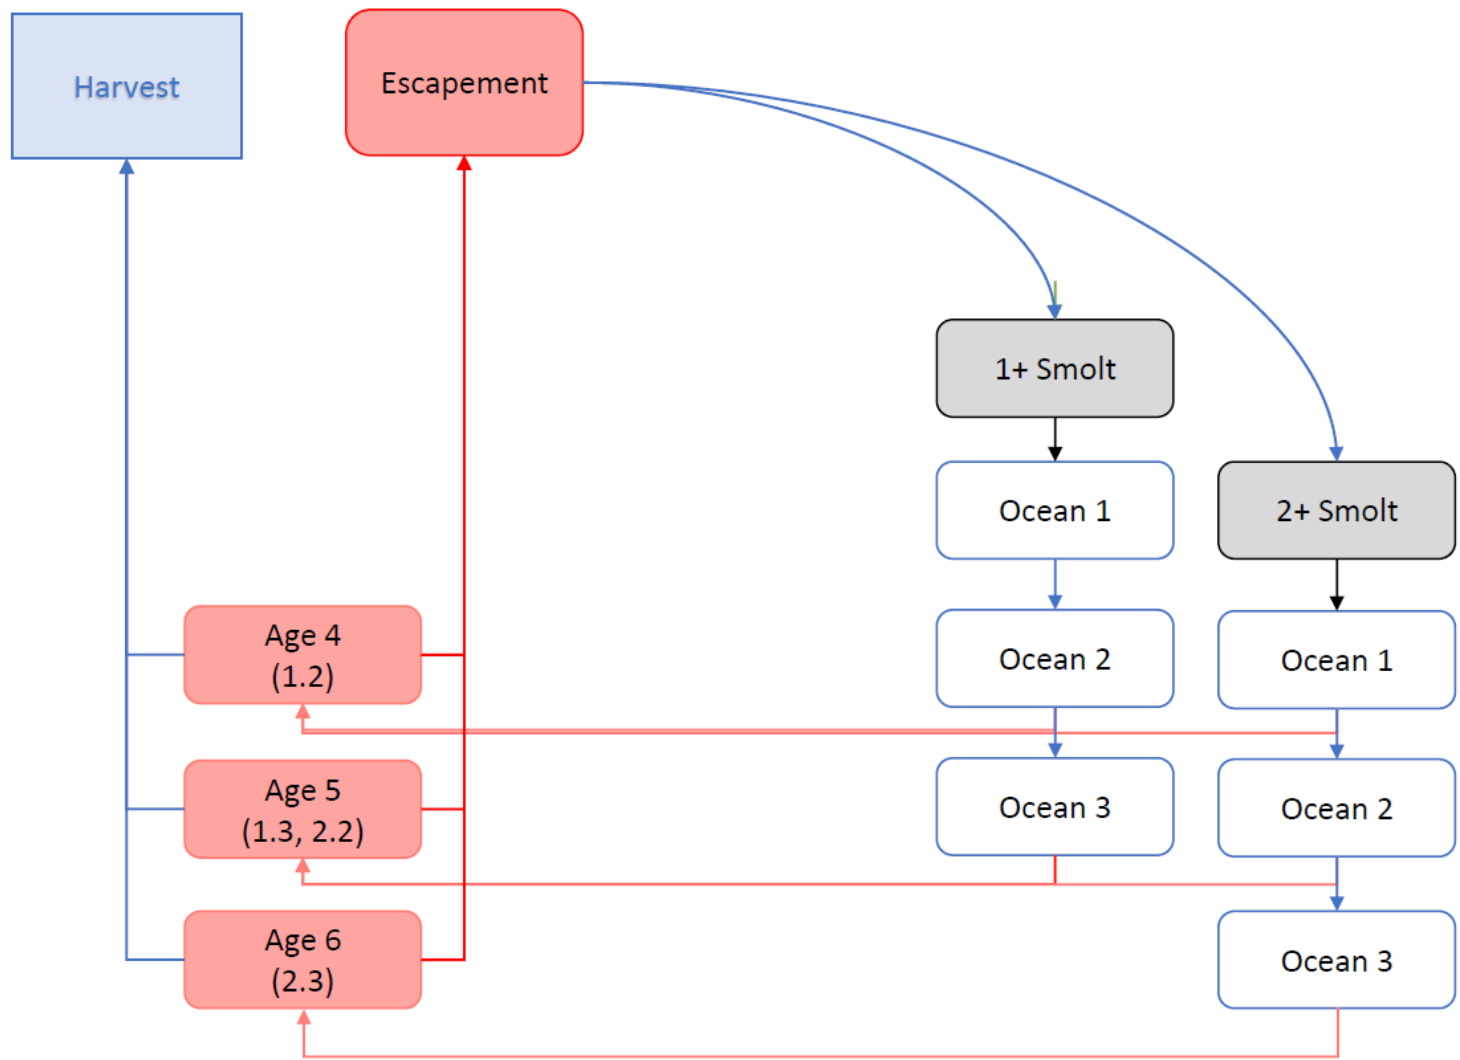 Harvest
Escapement
1+ Smolt
Ocean 1
2+ Smolt
Age 4
(1.2)
Ocean 2
Ocean 1
Age 5
(1.3, 2.2)
Ocean 3
Ocean 2
Age 6
(2.3)
Ocean 3